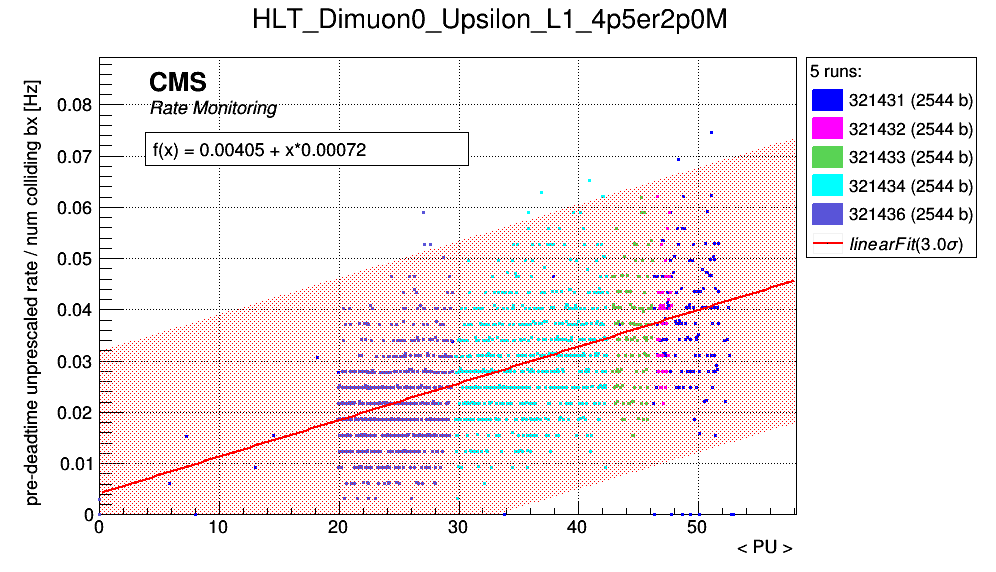 HLT_Dimuon0_Upsilon_L1_4p5er2p0M
CMS
Rate Monitoring
f(x) = 0.00405 + x*0.00072
pre-deadtime unprescaled rate / num colliding bx [Hz]
0.08
0.07
0.06
0.05
0.04
0.03
0.02
0.01
0
0 10 20 30 40 50
< PU >
5 runs:
321431 (2544 b)
321432 (2544 b)
321433 (2544 b)
321434 (2544 b)
321436 (2544 b)
linearFit(3.0σ)